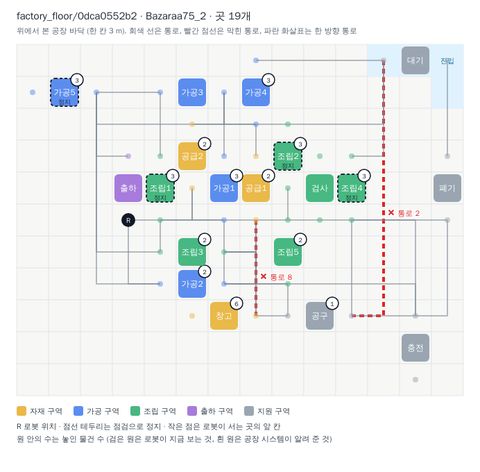 factory_floor/0dca0552b2 · Bazaraa75_2 · 곳 19개
위에서 본 공장 바닥 (한 칸 3 m). 회색 선은 통로, 빨간 점선은 막힌 통로, 파란 화살표는 한 방향 통로
대기
전립
가공5
3
정지
가공3
가공4
3
공급2
2
조립2
3
정지
출하
조립1
3
정지
가공1
3
공급1
2
검사
조립4
3
정지
폐기
R
✖ 통로 2
조립3
2
조립5
2
가공2
2
✖ 통로 8
창고
6
공구
1
충전
자재 구역
가공 구역
조립 구역
출하 구역
지원 구역
R 로봇 위치 · 점선 테두리는 점검으로 정지 · 작은 점은 로봇이 서는 곳의 앞 칸
원 안의 수는 놓인 물건 수 (검은 원은 로봇이 지금 보는 것, 흰 원은 공장 시스템이 알려 준 것)